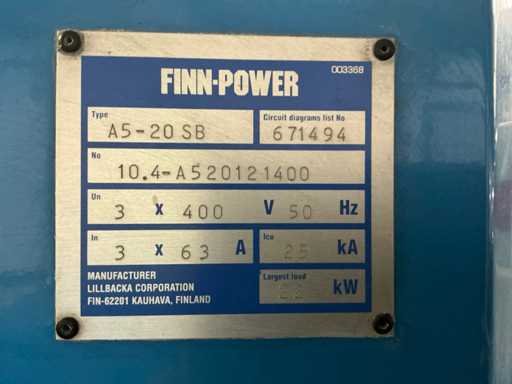 003368
FINN-POWER
Type
A5-20 SB
Circuit diagrams list No
671494
No
10.4-A520121400
Un
3 x 400 V 50 Hz
In
3 x 63 A
Icu
25 kA
MANUFACTURER
LILLBACKA CORPORATION
FIN-62201 KAUHAVA, FINLAND
Largest load
kW